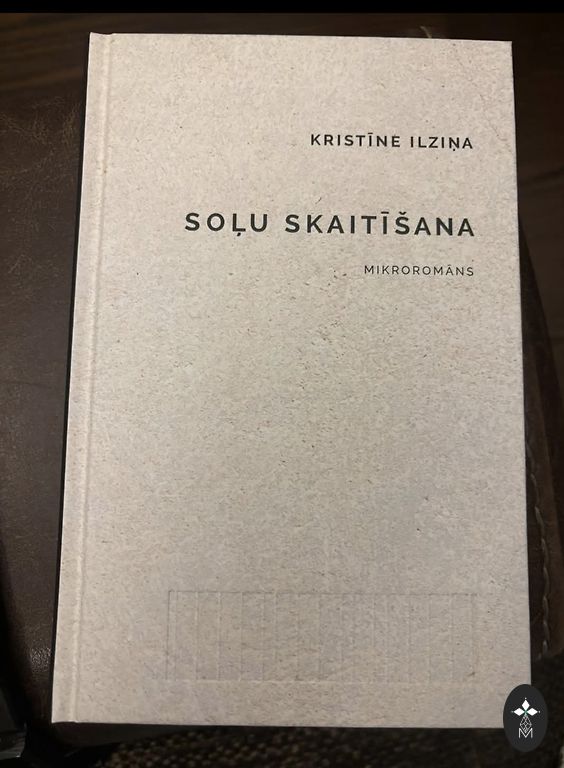 KRISTĪNE ILZIŅA
SOĻU SKAITĪŠANA
MIKROROMĀNS
M